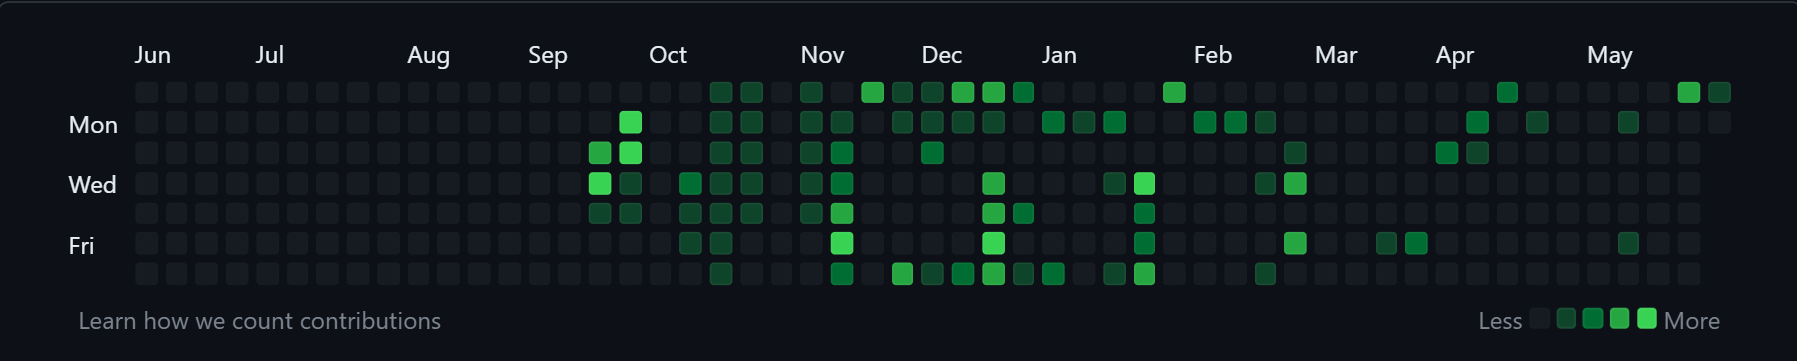 Jun Jul Aug Sep Oct Nov Dec Jan Feb Mar Apr May
Mon
Wed
Fri
Learn how we count contributions
Less More